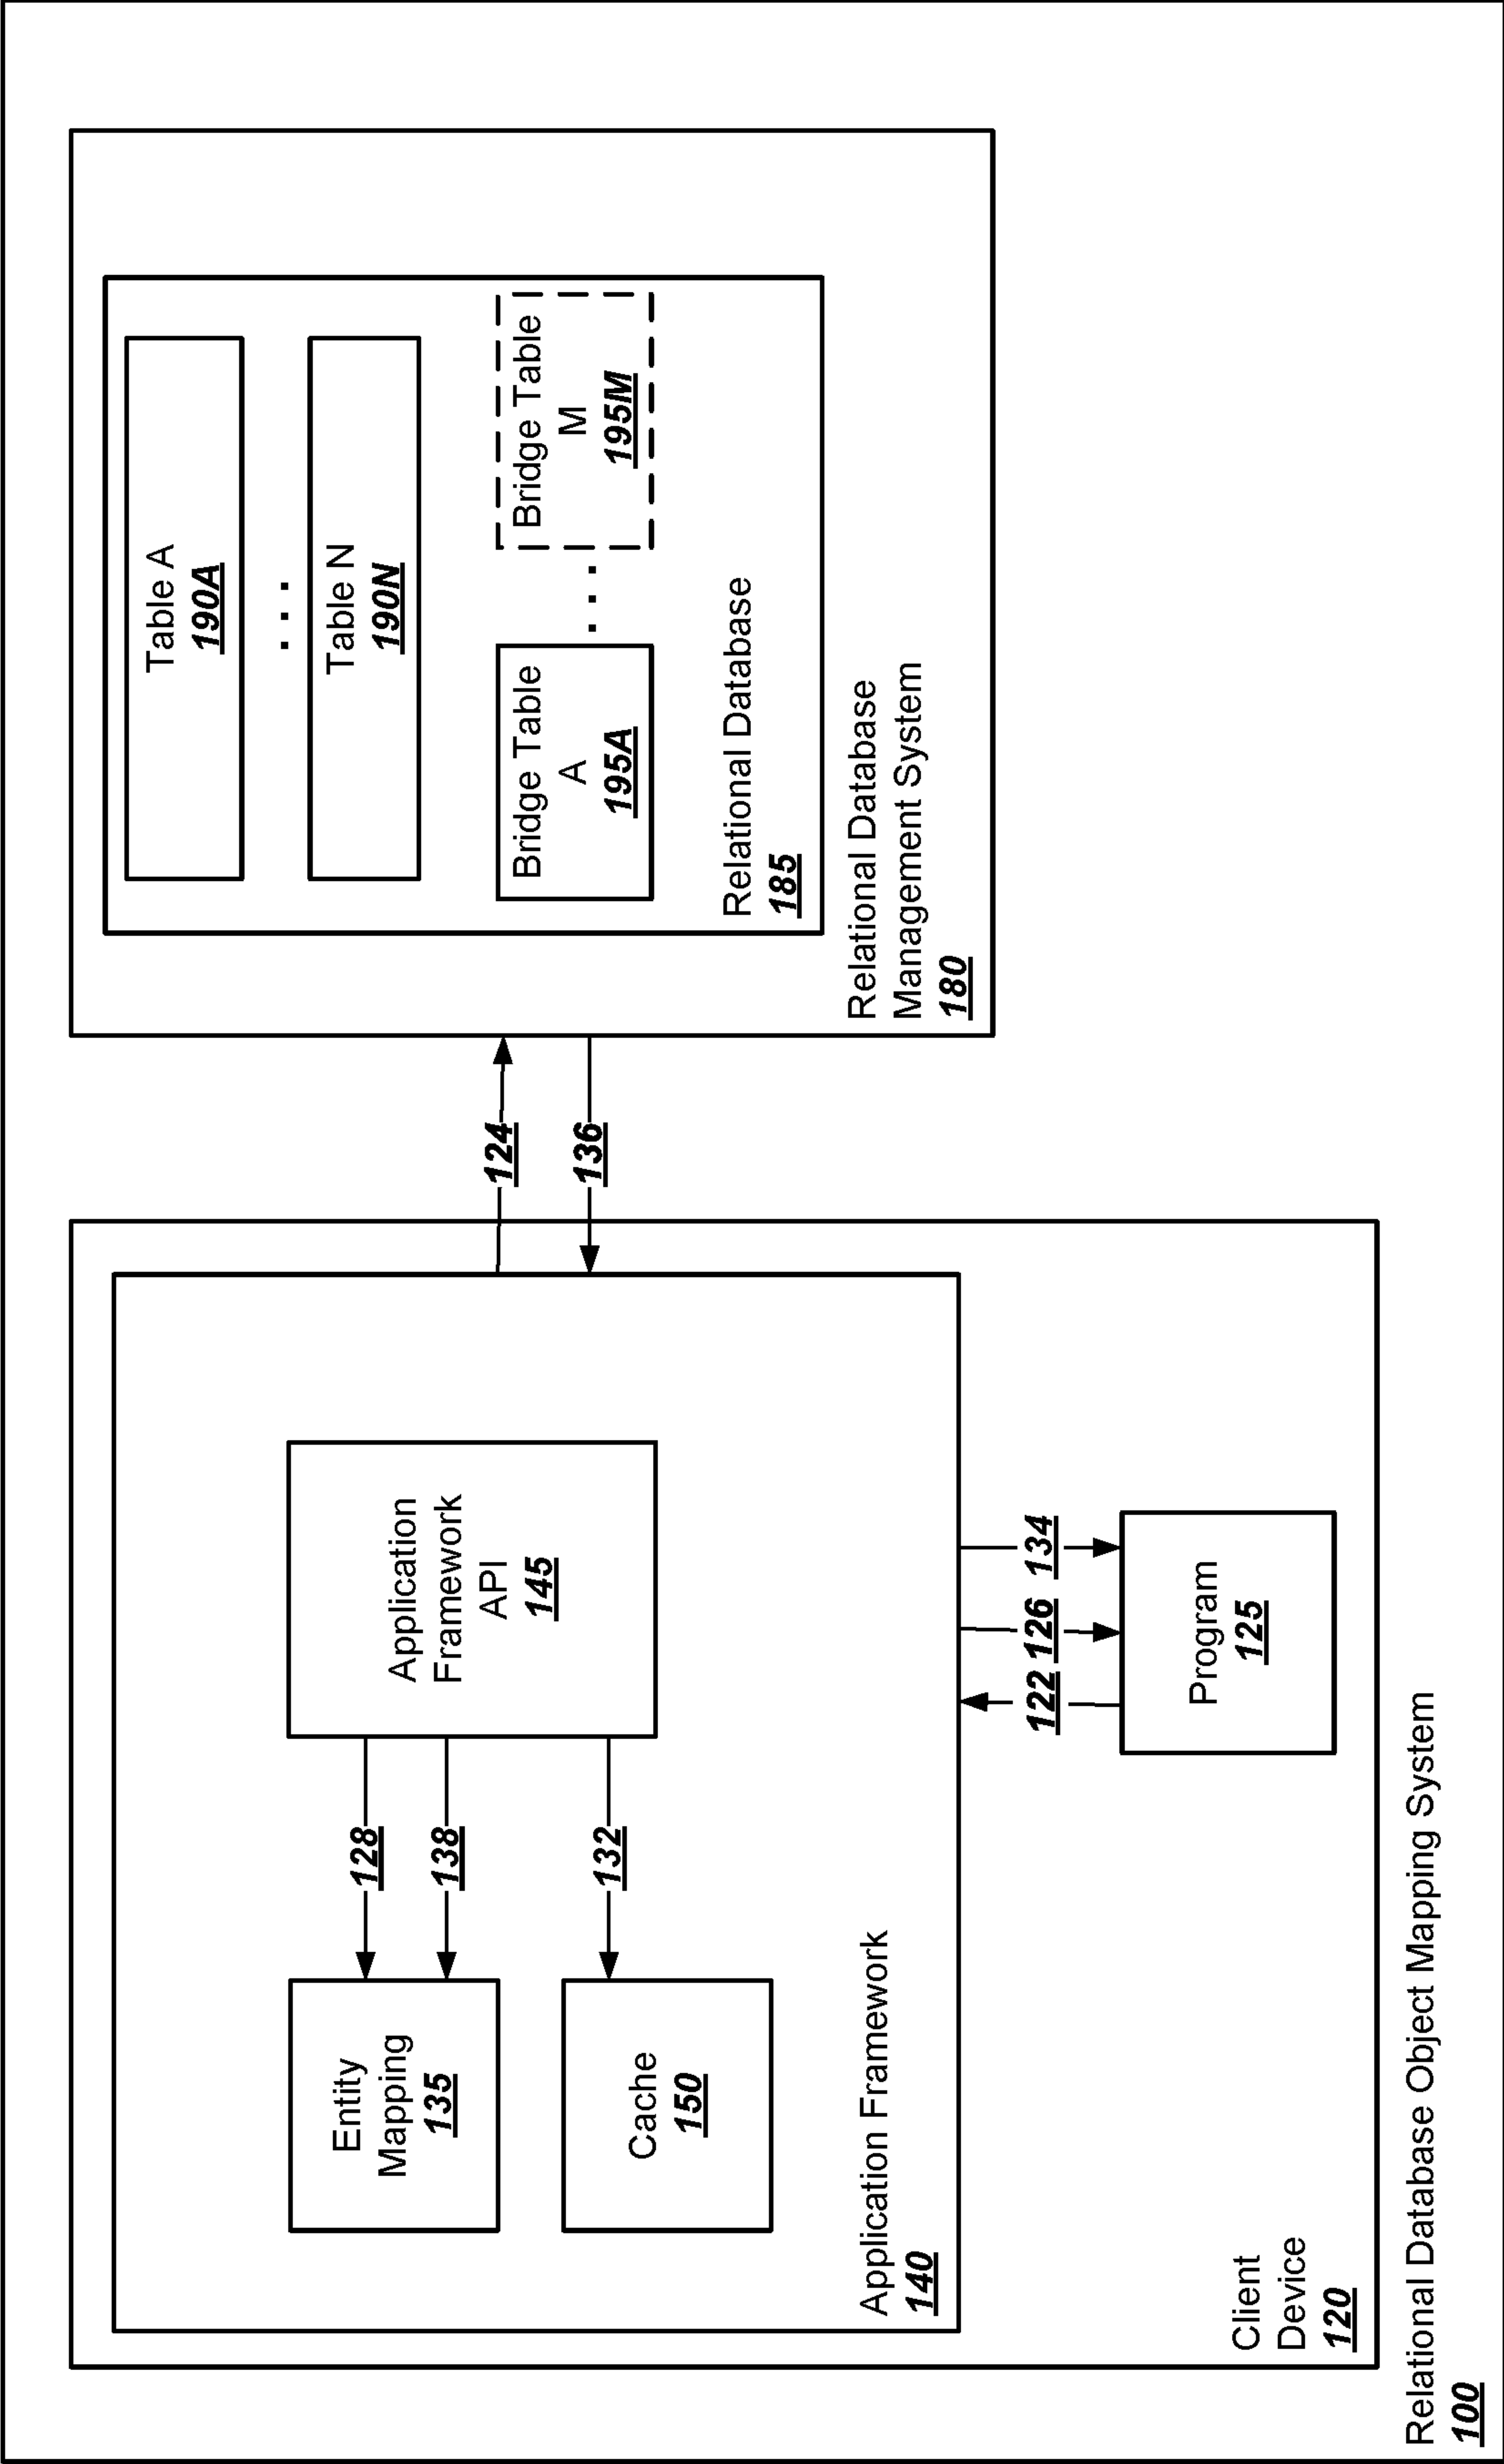 Entity
Mapping
135
Cache
150
128
138
132
Application
Framework
API
145
Application Framework
140
122
126
134
Program
125
Client
Device
120
124
136
Table A
190A
...
Table N
190N
Bridge Table
A
195A
...
Bridge Table
M
195M
Relational Database
185
Relational Database
Management System
180
Relational Database Object Mapping System
100